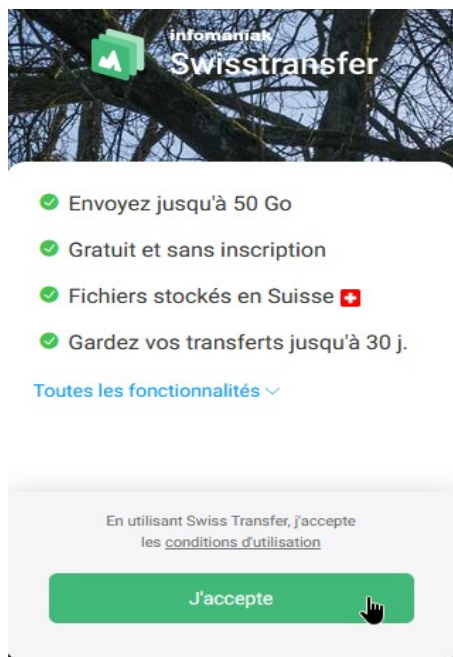 infomaniak
Swisstransfer
Envoyez jusqu'à 50 Go
Gratuit et sans inscription
Fichiers stockés en Suisse
Gardez vos transferts jusqu'à 30 j.
Toutes les fonctionnalités
En utilisant Swiss Transfer, j'accepte
les conditions d'utilisation
J'accepte